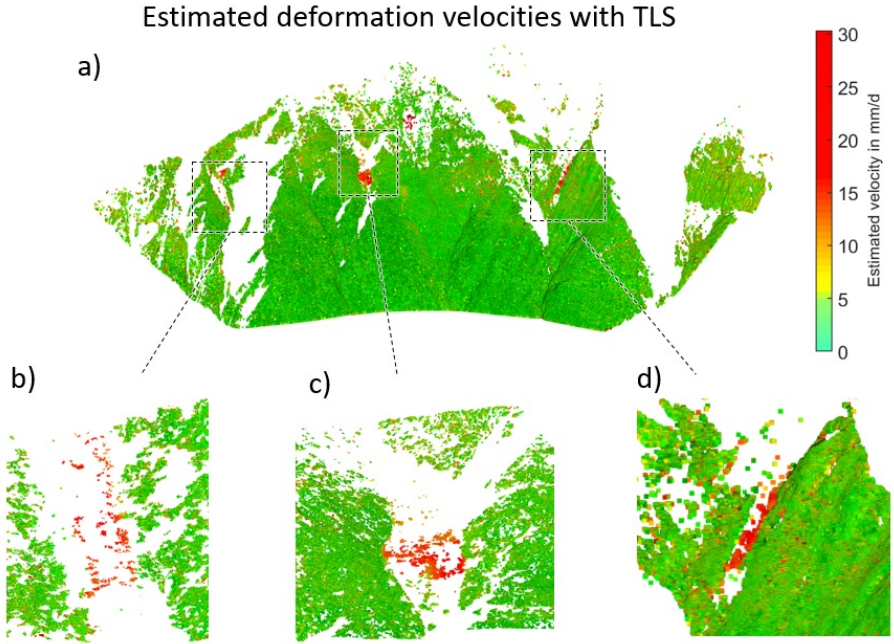 Estimated deformation velocities with TLS
a)
30
25
20
15
10
5
0
Estimated velocity in mm/d
b)
c)
d)